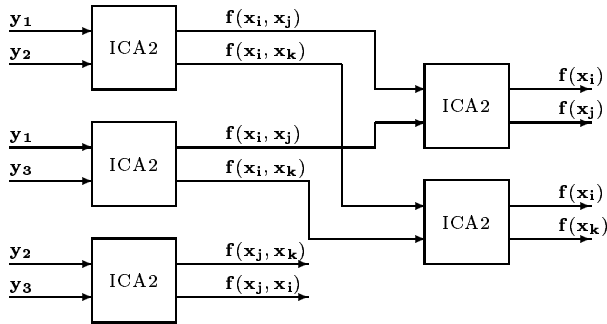 y₁ f(xᵢ, xⱼ)
ICA2
y₂ f(xᵢ, xₖ)
f(xᵢ)
ICA2
f(xⱼ)
y₁ f(xᵢ, xⱼ)
ICA2
y₃ f(xᵢ, xₖ)
f(xᵢ)
ICA2
f(xₖ)
y₂ f(xⱼ, xₖ)
ICA2
y₃ f(xⱼ, xᵢ)